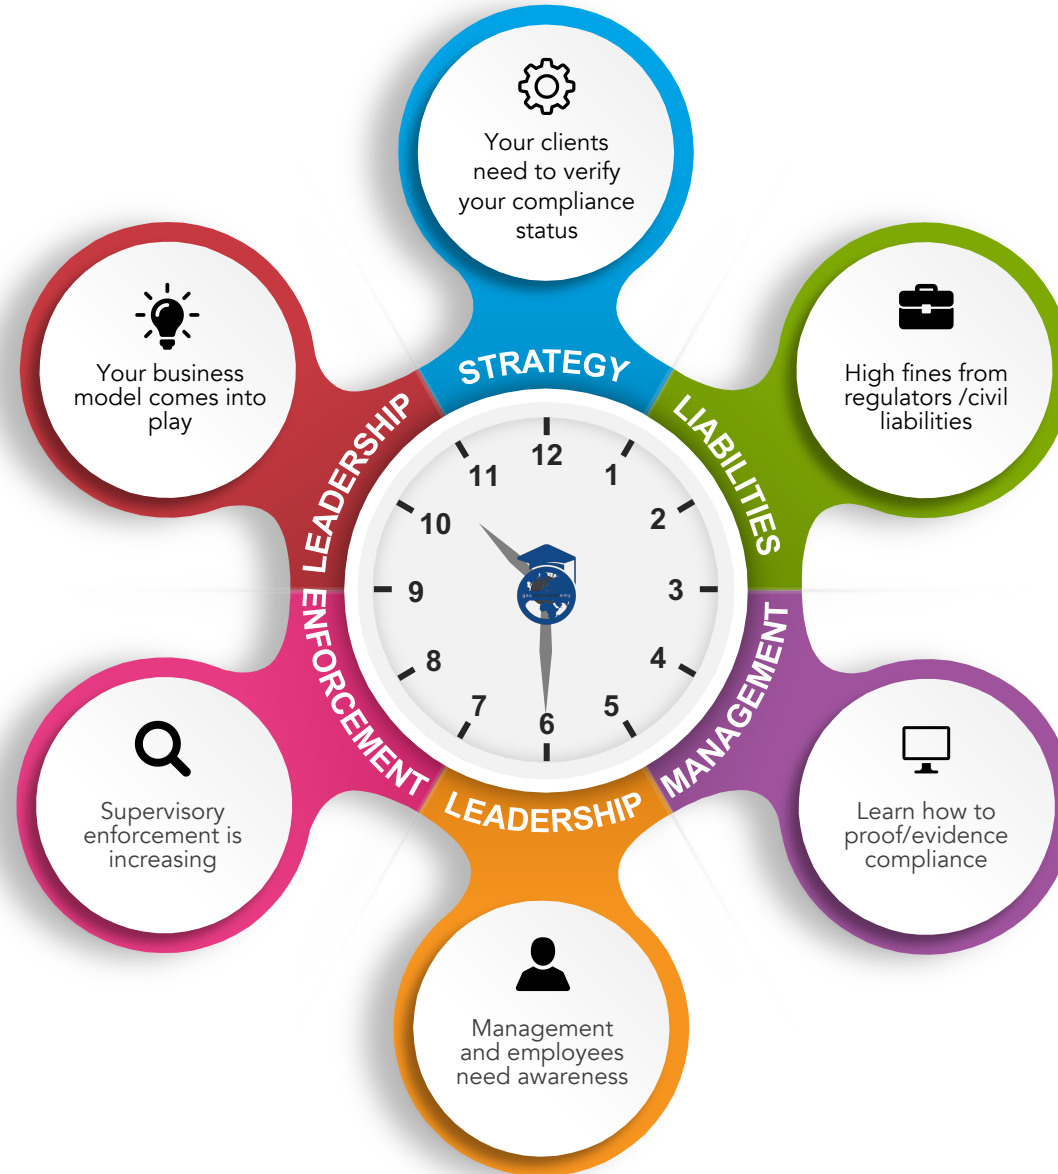 Your clients
need to verify
your compliance
status
STRATEGY
High fines from
regulators /civil
liabilities
LIABILITIES
Learn how to
proof/evidence
compliance
MANAGEMENT
Management
and employees
need awareness
LEADERSHIP
Supervisory
enforcement is
increasing
ENFORCEMENT
Your business
model comes into
play
LEADERSHIP
12
1
2
3
4
5
6
7
8
9
10
11